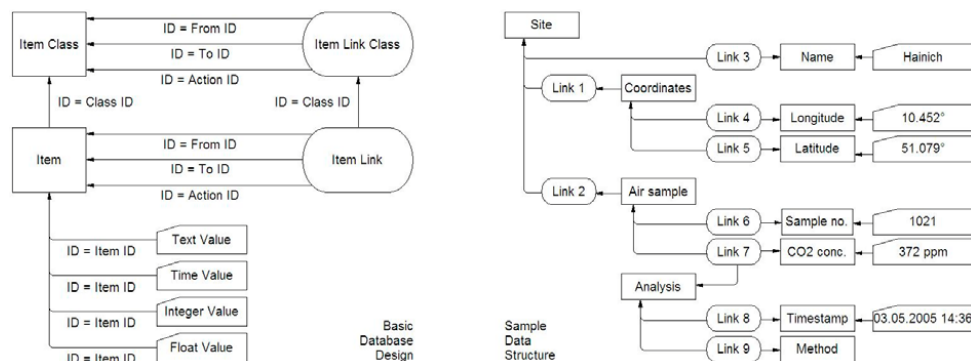 Item Class
ID = From ID
ID = To ID
ID = Action ID
Item Link Class
ID = Class ID
ID = Class ID
Item
ID = From ID
ID = To ID
ID = Action ID
Item Link
ID = Item ID
Text Value
ID = Item ID
Time Value
ID = Item ID
Integer Value
ID = Item ID
Float Value
Basic
Database
Design
Site
Link 3
Name
Hainich
Link 1
Coordinates
Link 4
Longitude
10.452°
Link 5
Latitude
51.079°
Link 2
Air sample
Link 6
Sample no.
1021
Link 7
CO2 conc.
372 ppm
Analysis
Link 8
Timestamp
03.05.2005 14:36
Link 9
Method
Sample
Data
Structure